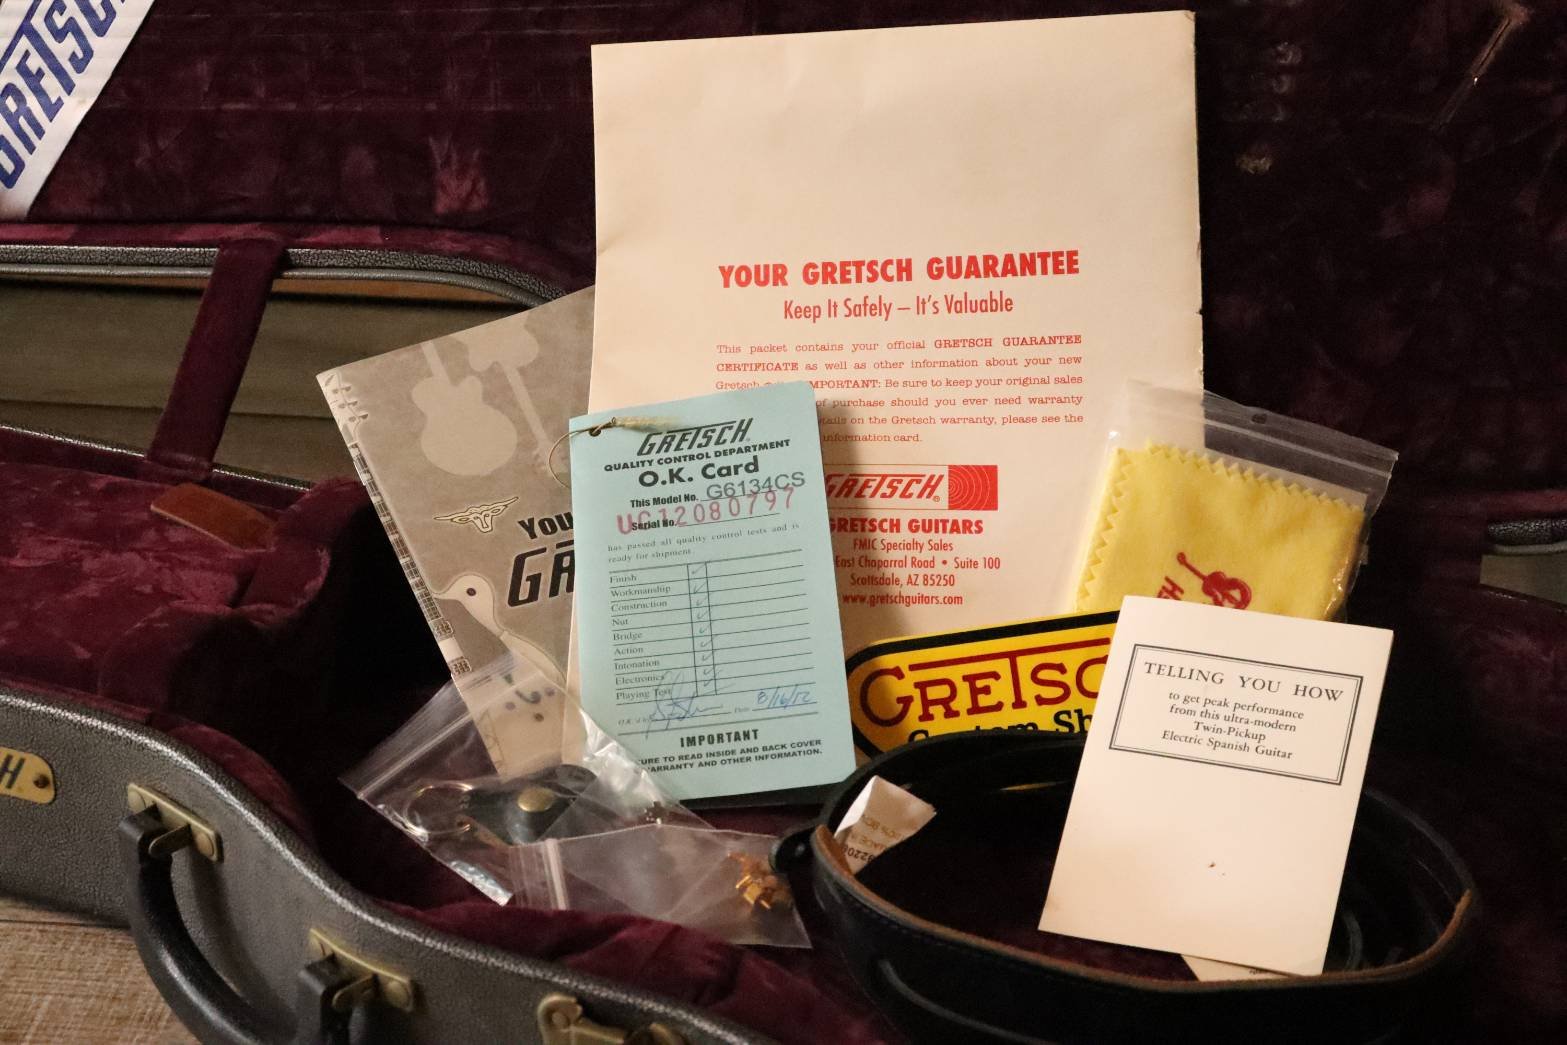 GRETSCH
YOUR GRETSCH GUARANTEE
Keep It Safely – It's Valuable
This packet contains your official GRETSCH GUARANTEE
CERTIFICATE as well as other information about your new
Gretsch IMPORTANT: Be sure to keep your original sales
of purchase should you ever need warranty
on the Gretsch warranty, please see the
information card.
GRETSCH
GRETSCH GUITARS
FMIC Specialty Sales
East Chaparral Road • Suite 100
Scottsdale, AZ 85250
www.gretschguitars.com
GRETSCH
QUALITY CONTROL DEPARTMENT
O.K. Card
This Model No. G6134CS
Serial No. UC12080797
has passed all quality control tests and is
ready for shipment.
Finish
Workmanship
Construction
Nut
Bridge
Action
Intonation
Electronics
Playing Test
O.K.'d by Date 8/16/12
IMPORTANT
TO READ INSIDE AND BACK COVER
WARRANTY AND OTHER INFORMATION.
YOU
GR
GRETSC
Custom Sh
TELLING YOU HOW
to get peak performance
from this ultra-modern
Twin-Pickup
Electric Spanish Guitar
H